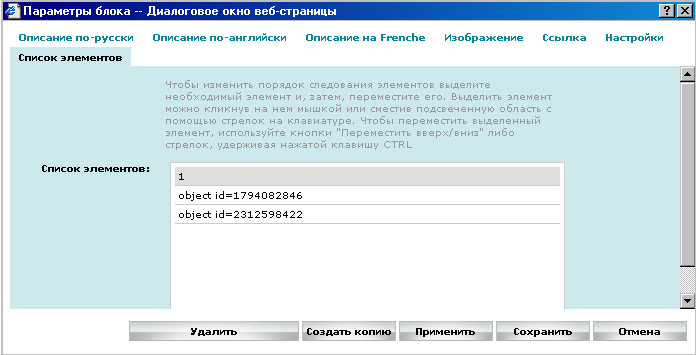 Параметры блока -- Диалоговое окно веб-страницы
Описание по-русски Описание по-английски Описание на Frenche Изображение Ссылка Настройки
Список элементов
Чтобы изменить порядок следования элементов выделите
необходимый элемент и, затем, переместите его. Выделить элемент
можно кликнув на нем мышкой или сместив подсвеченную область с
помощью стрелок на клавиатуре. Чтобы переместить выделенный
элемент, используйте кнопки "Переместить вверх/вниз" либо
стрелок, удерживая нажатой клавишу CTRL
Список элементов:
1
object id=1794082846
object id=2312598422
Удалить Создать копию Применить Сохранить Отмена